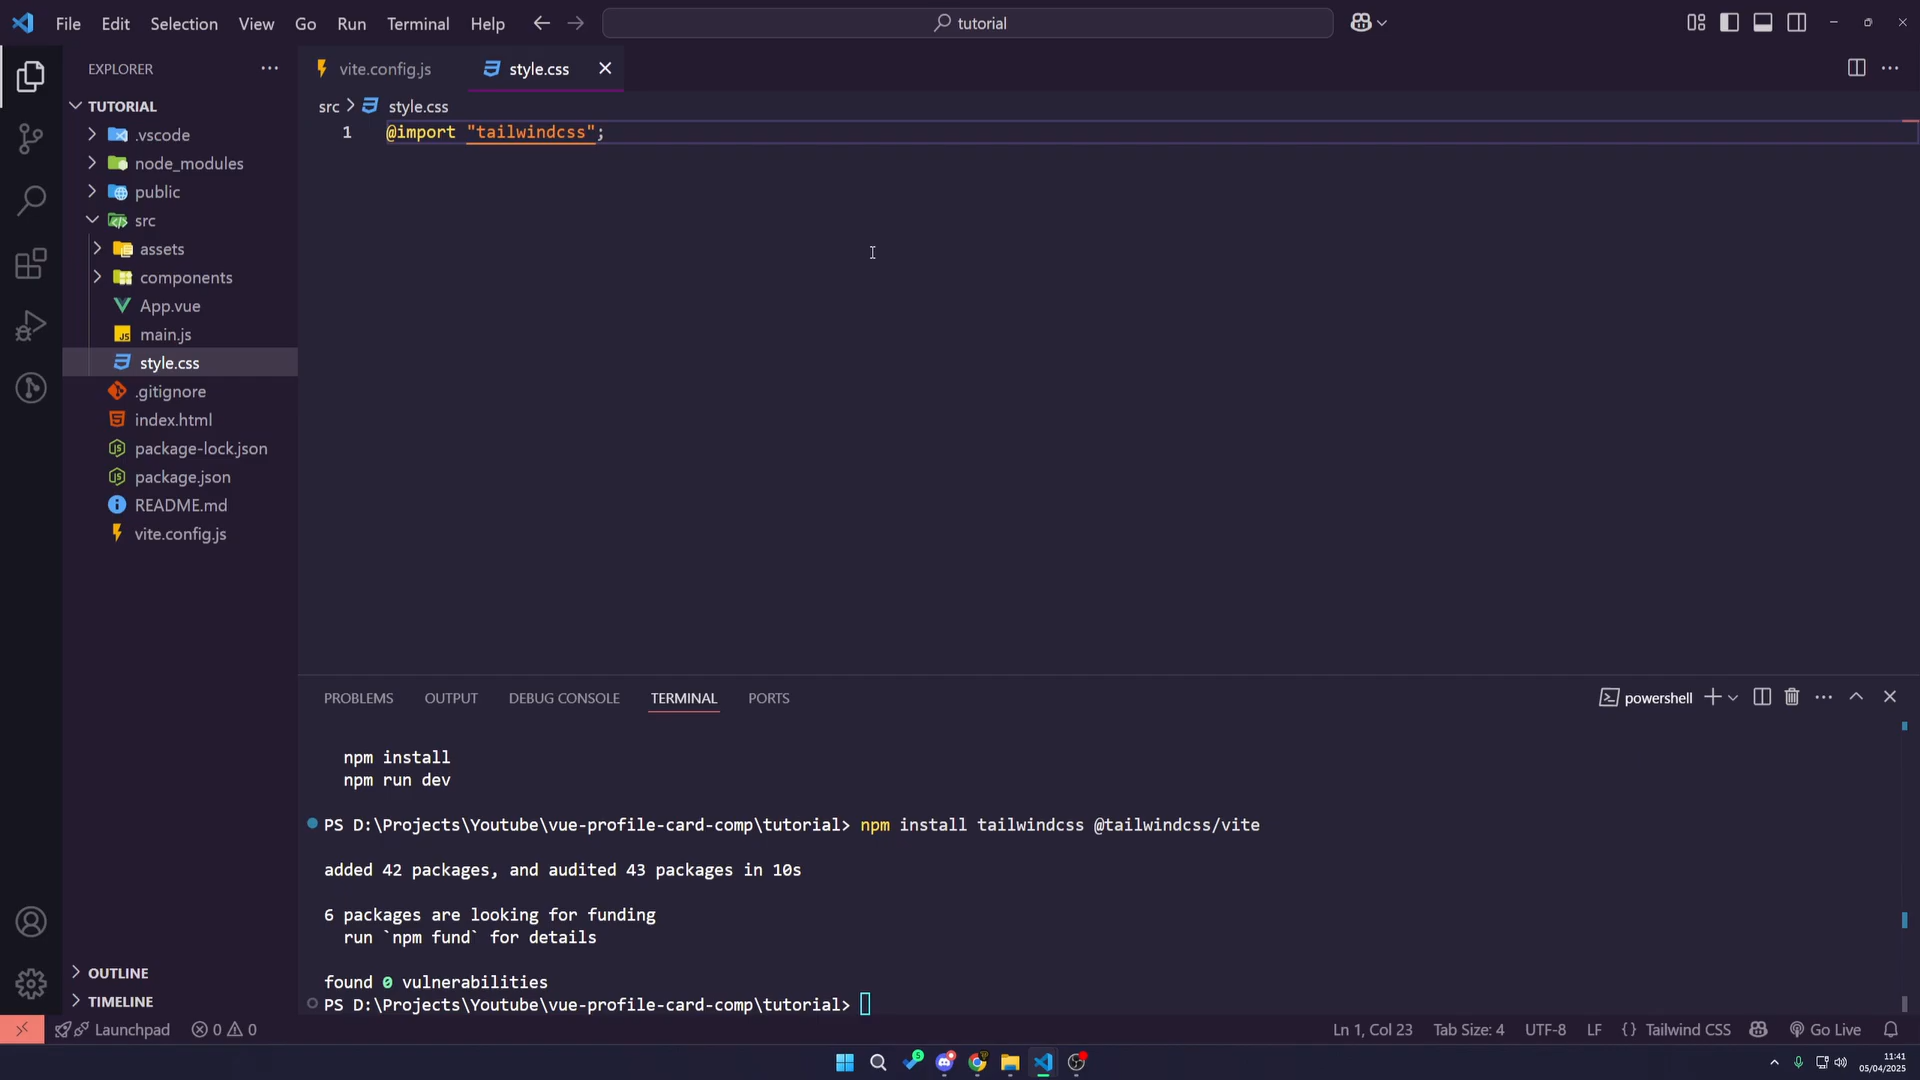 File Edit Selection View Go Run Terminal Help
tutorial
EXPLORER
TUTORIAL
.vscode
node_modules
public
src
assets
components
App.vue
main.js
style.css
.gitignore
index.html
package-lock.json
package.json
README.md
vite.config.js
OUTLINE
TIMELINE
vite.config.js style.css
src > style.css
1 @import "tailwindcss";
PROBLEMS OUTPUT DEBUG CONSOLE TERMINAL PORTS
powershell
npm install
npm run dev
PS D:\Projects\Youtube\vue-profile-card-comp\tutorial> npm install tailwindcss @tailwindcss/vite
added 42 packages, and audited 43 packages in 10s
6 packages are looking for funding
run `npm fund` for details
found 0 vulnerabilities
PS D:\Projects\Youtube\vue-profile-card-comp\tutorial>
Launchpad 0 0
Ln 1, Col 23 Tab Size: 4 UTF-8 LF {} Tailwind CSS Go Live
11:41
05/04/2025